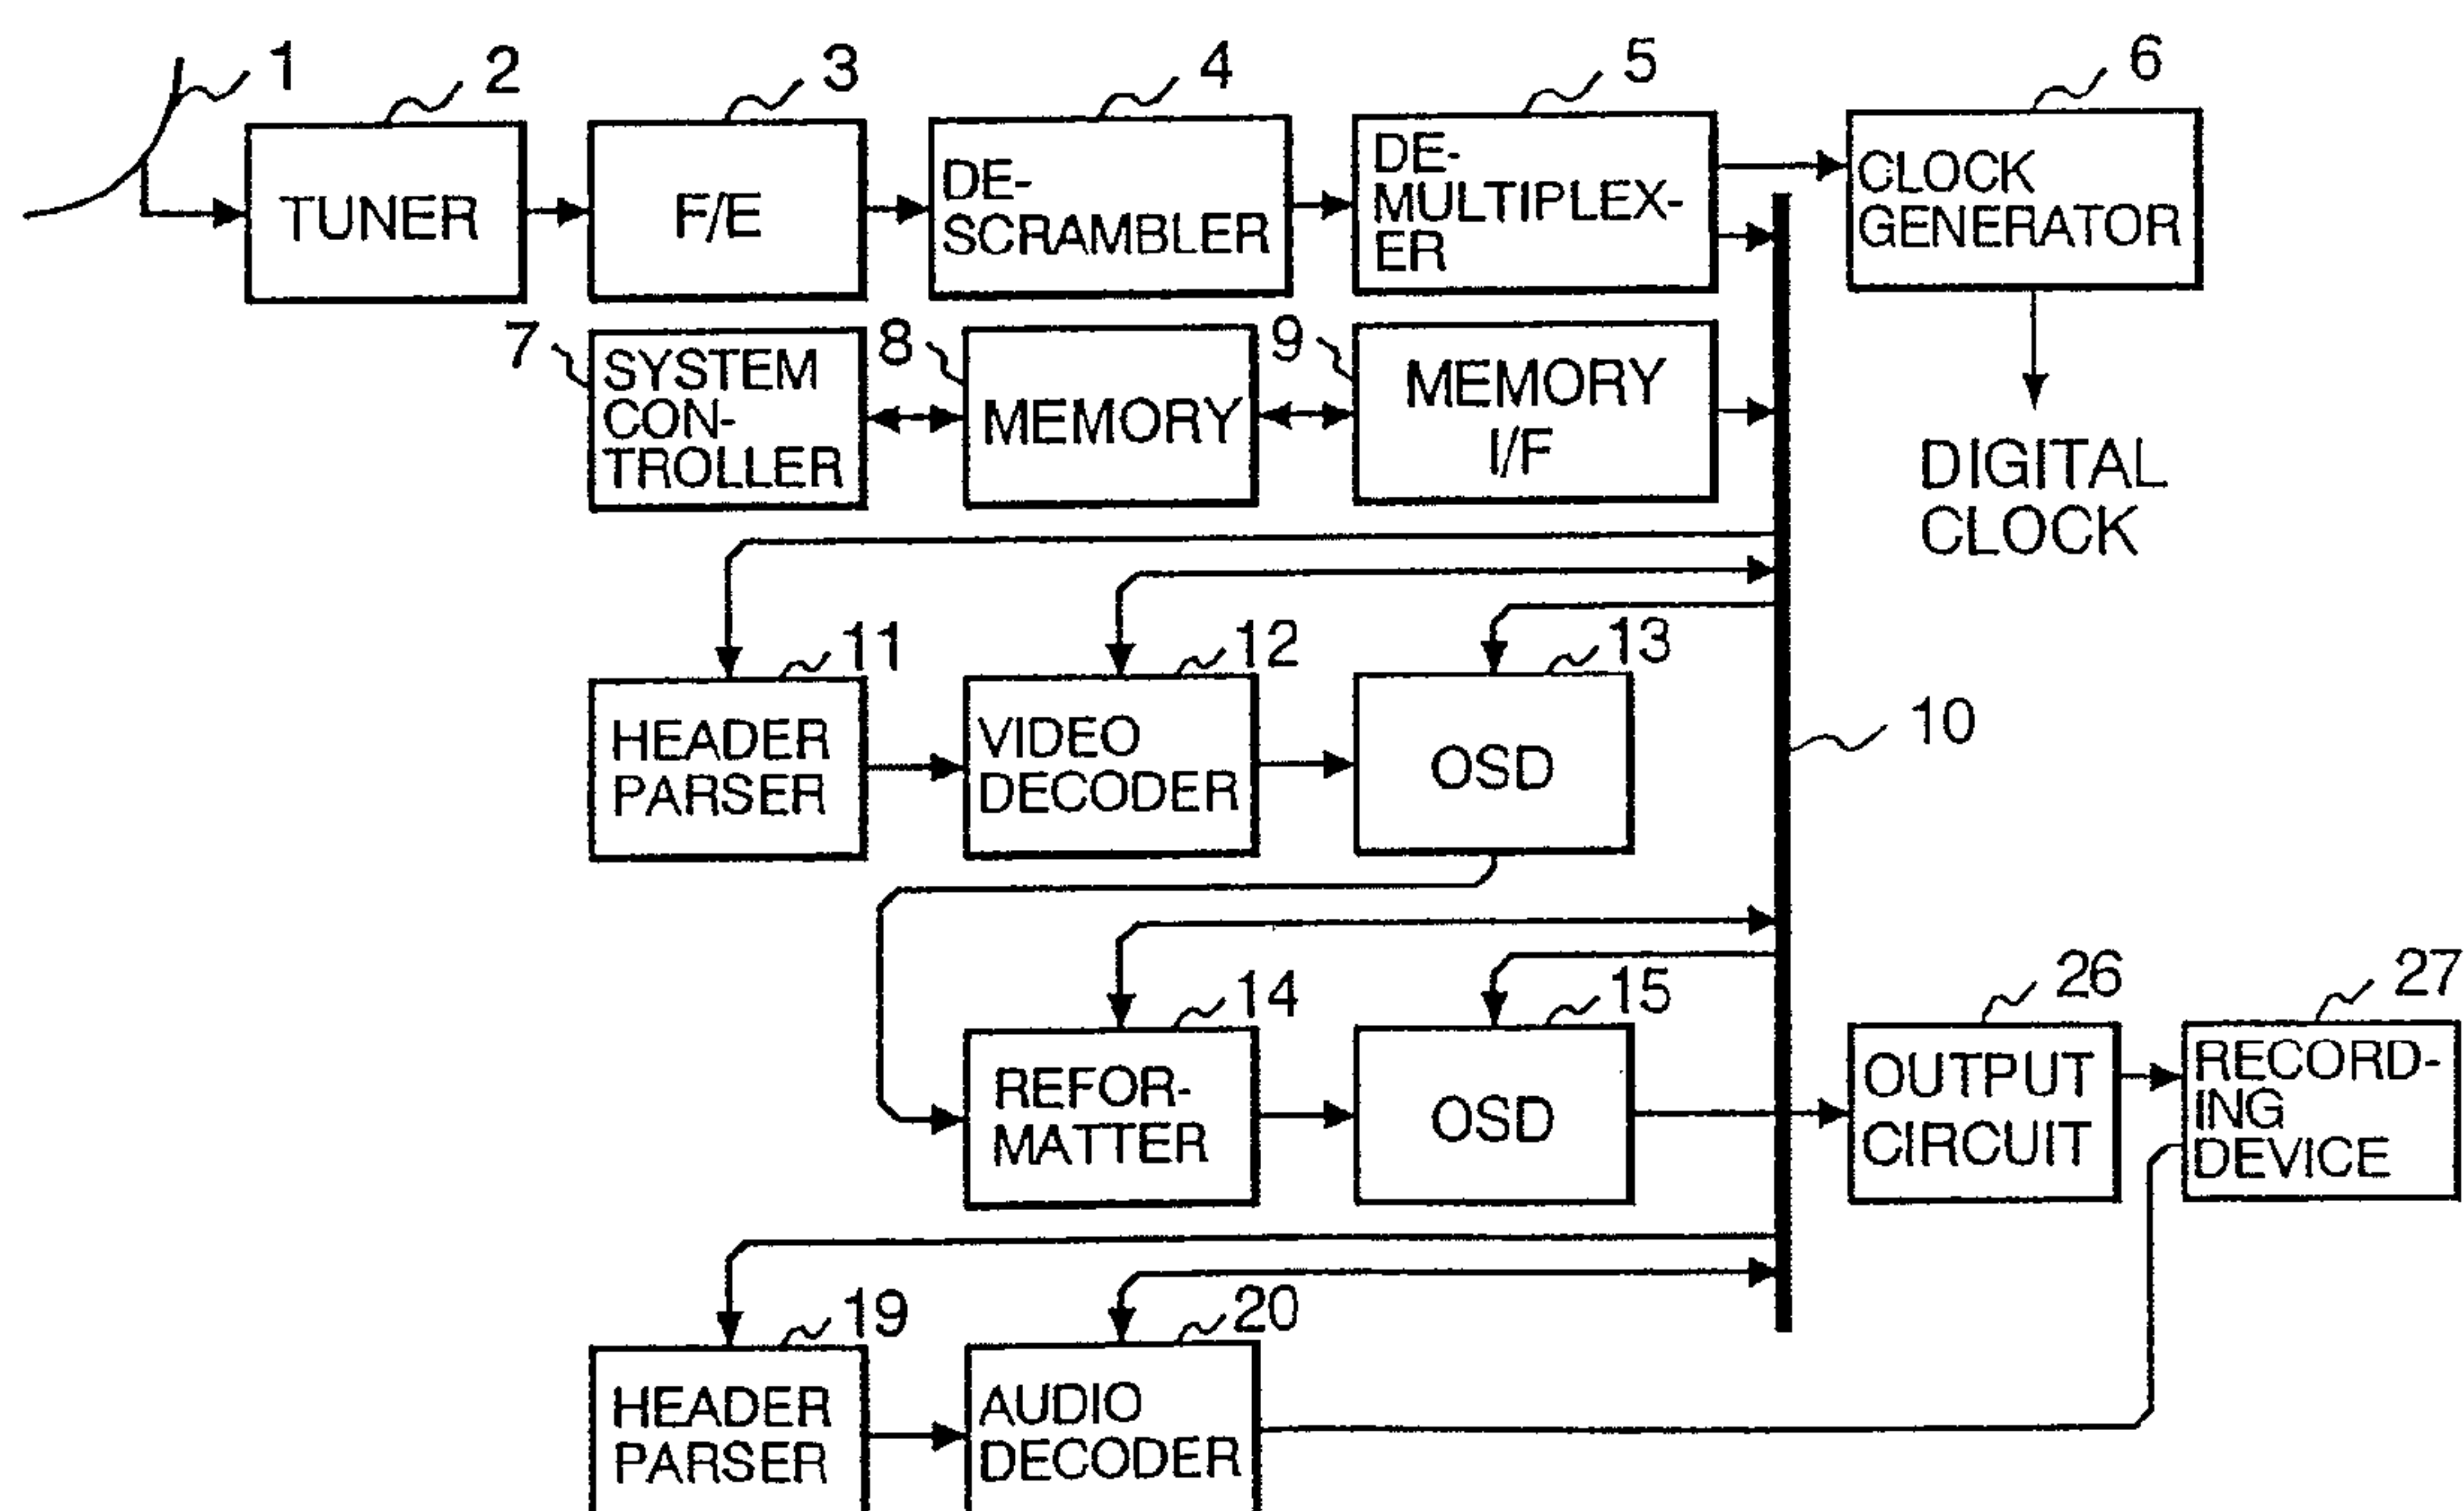 1
2
3
4
5
6
TUNER
F/E
DE-
SCRAMBLER
DE-
MULTIPLEX-
ER
CLOCK
GENERATOR
7
8
9
SYSTEM
CON-
TROLLER
MEMORY
MEMORY
I/F
DIGITAL
CLOCK
11
12
13
10
HEADER
PARSER
VIDEO
DECODER
OSD
14
15
26
27
REFOR-
MATTER
OSD
OUTPUT
CIRCUIT
RECORD-
ING
DEVICE
19
20
HEADER
PARSER
AUDIO
DECODER